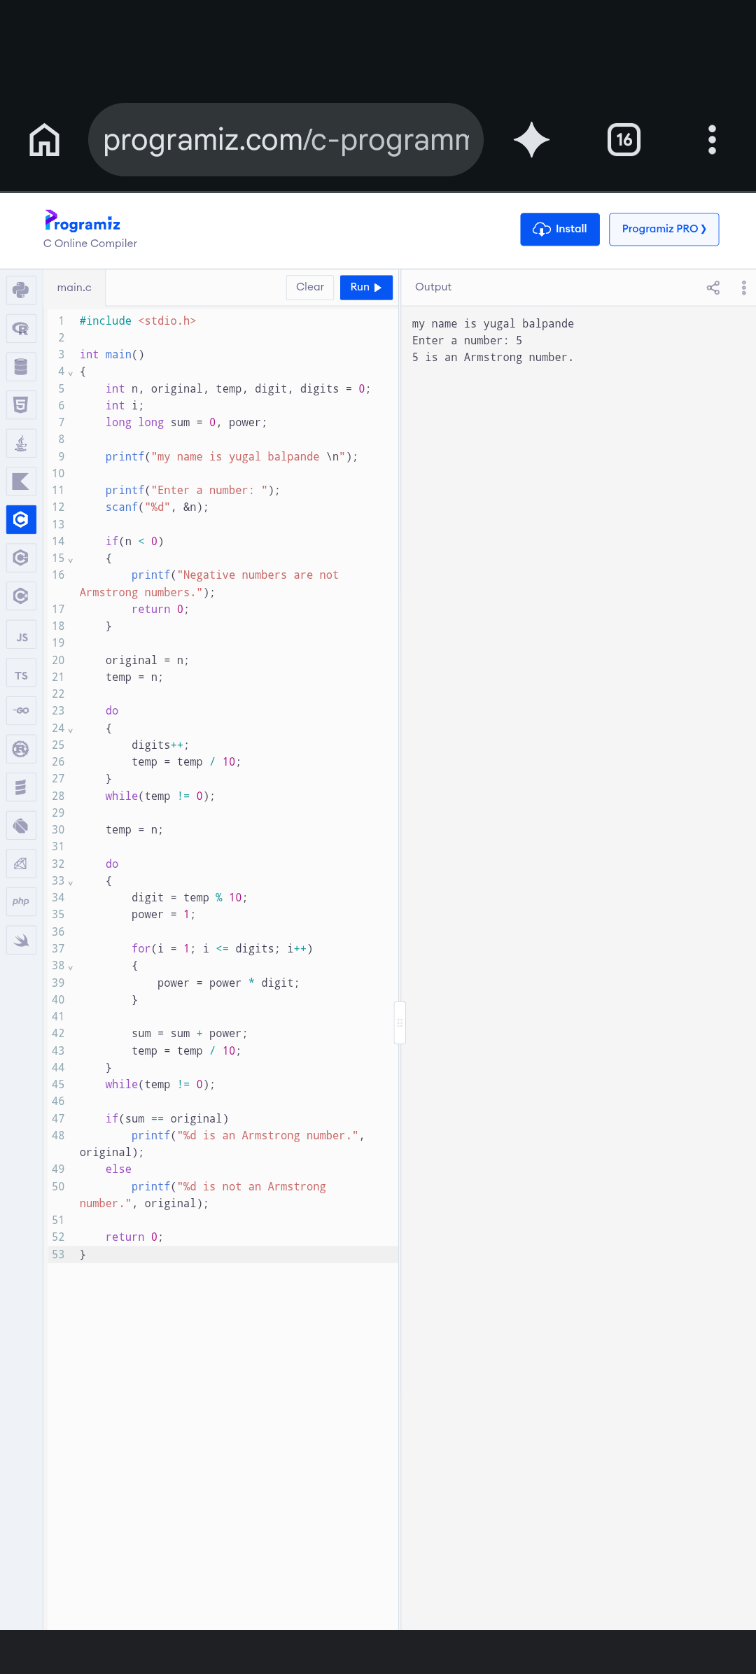 programiz.com/c-programm
16
Programiz
C Online Compiler
Install
Programiz PRO ❯
main.c
Clear
Run
Output
1 #include <stdio.h>
2
3 int main()
4 {
5 int n, original, temp, digit, digits = 0;
6 int i;
7 long long sum = 0, power;
8
9 printf("my name is yugal balpande \n");
10
11 printf("Enter a number: ");
12 scanf("%d", &n);
13
14 if(n < 0)
15 {
16 printf("Negative numbers are not
Armstrong numbers.");
17 return 0;
18 }
19
20 original = n;
21 temp = n;
22
23 do
24 {
25 digits++;
26 temp = temp / 10;
27 }
28 while(temp != 0);
29
30 temp = n;
31
32 do
33 {
34 digit = temp % 10;
35 power = 1;
36
37 for(i = 1; i <= digits; i++)
38 {
39 power = power * digit;
40 }
41
42 sum = sum + power;
43 temp = temp / 10;
44 }
45 while(temp != 0);
46
47 if(sum == original)
48 printf("%d is an Armstrong number.",
original);
49 else
50 printf("%d is not an Armstrong
number.", original);
51
52 return 0;
53 }
my name is yugal balpande
Enter a number: 5
5 is an Armstrong number.
R
5
C
C
C
JS
TS
GO
php